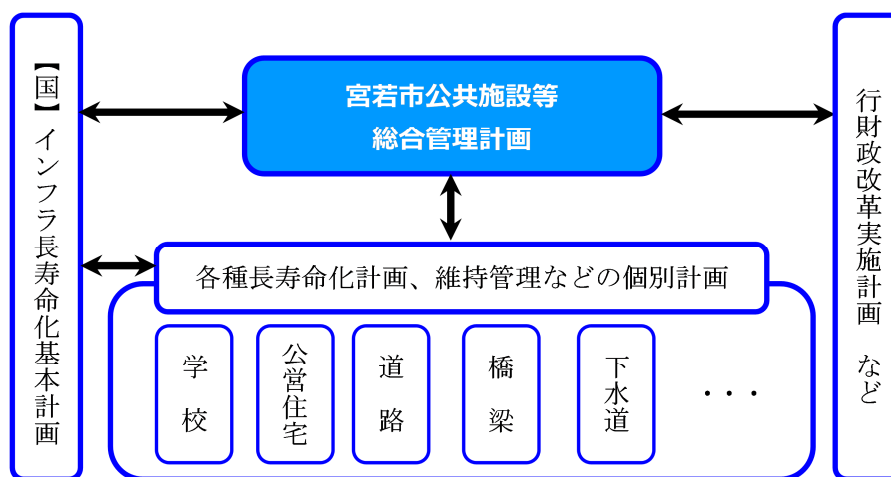 【国】インフラ長寿命化基本計画
宮若市公共施設等
総合管理計画
行財政改革実施計画 など
各種長寿命化計画、維持管理などの個別計画
学校
公営住宅
道路
橋梁
下水道
・・・